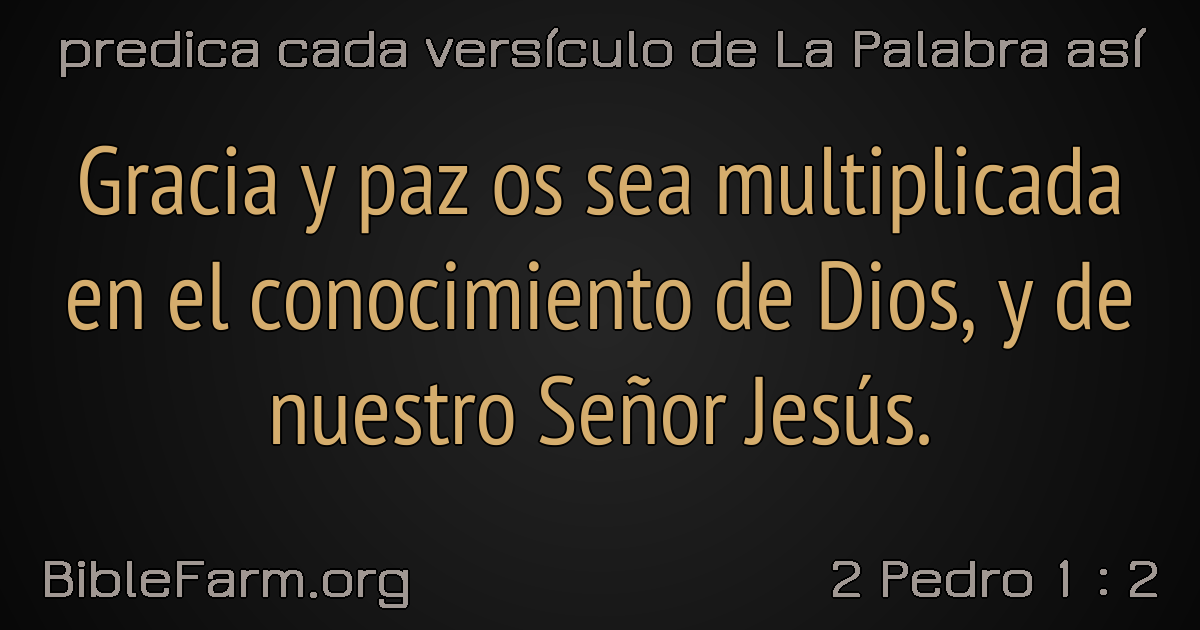 predica cada versículo de La Palabra así
Gracia y paz os sea multiplicada
en el conocimiento de Dios, y de
nuestro Señor Jesús.
BibleFarm.org
2 Pedro 1 : 2